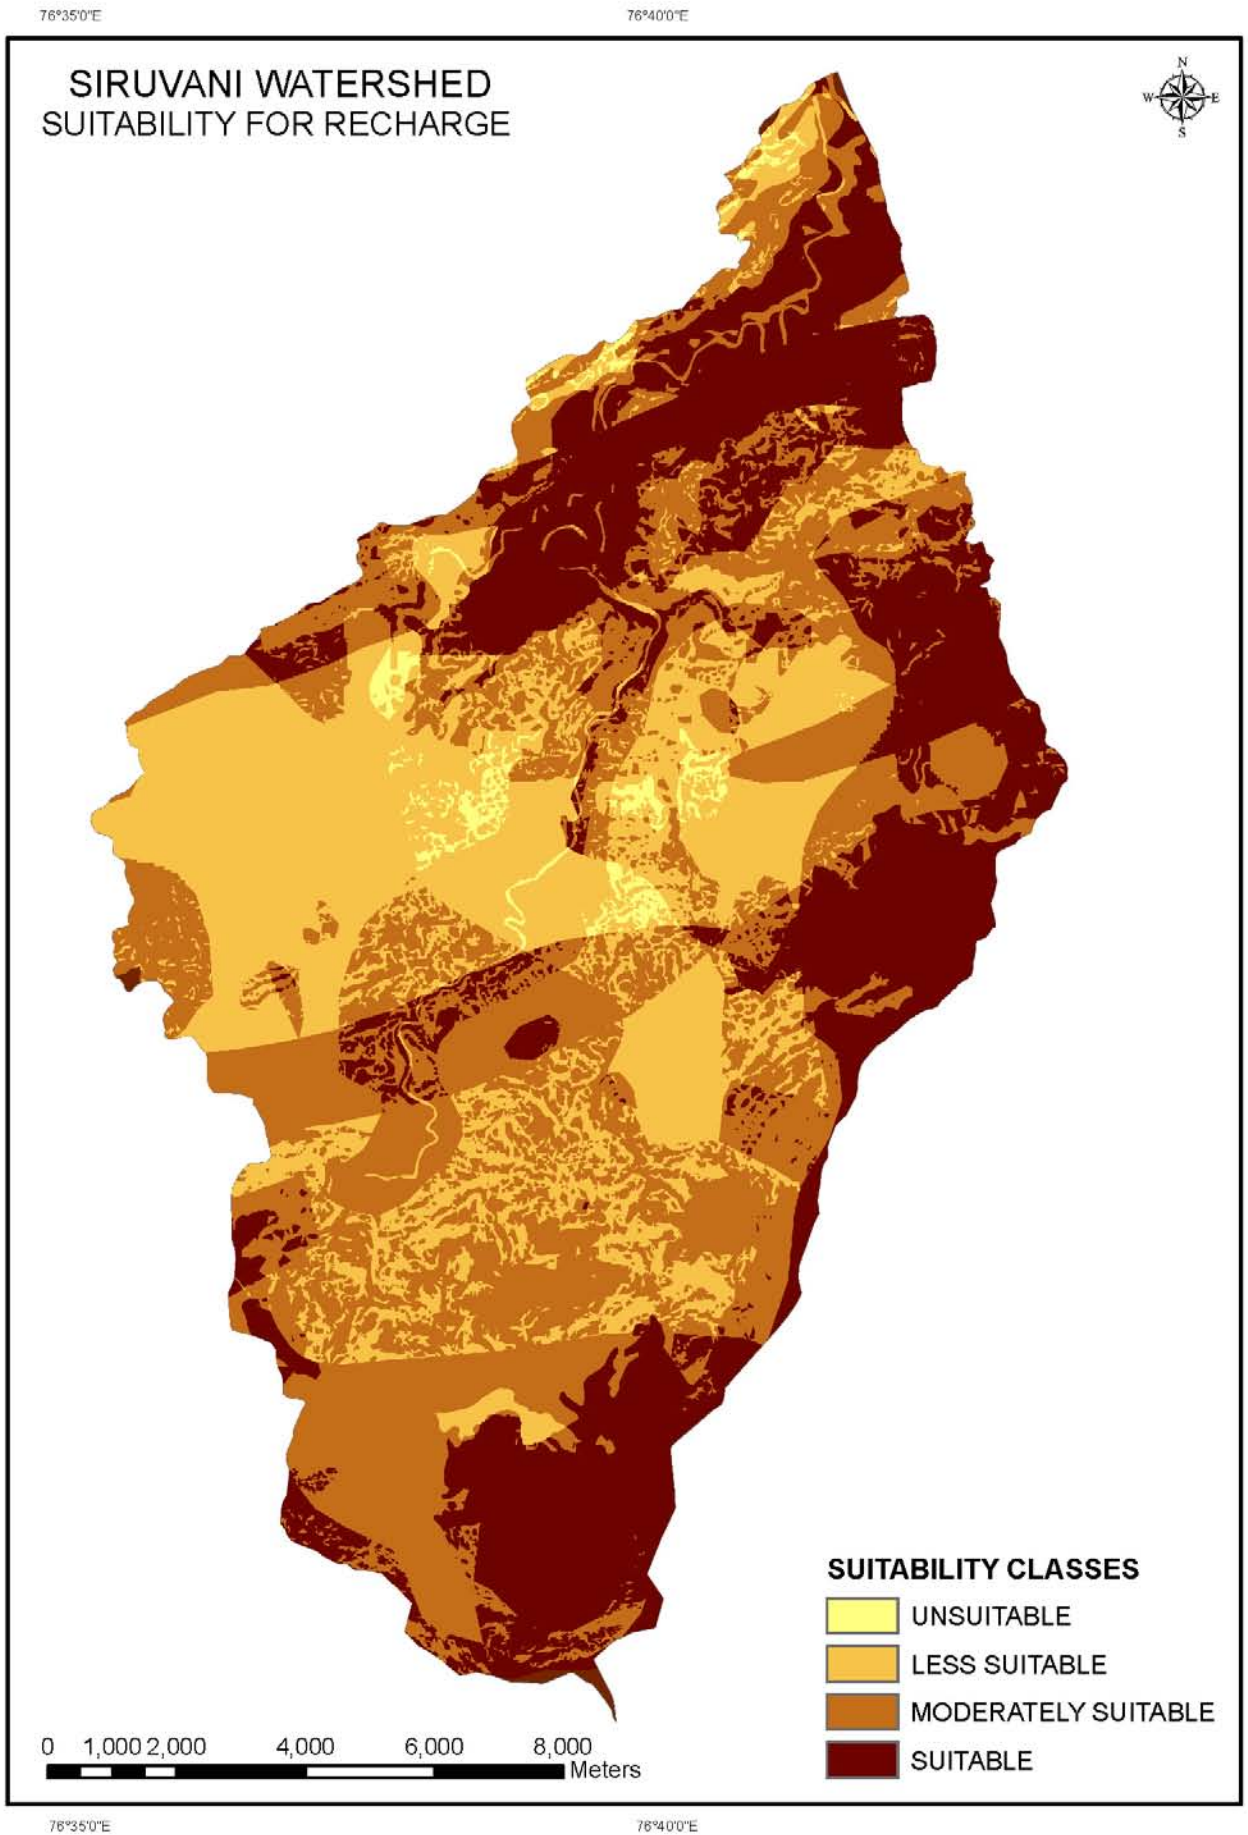 76°35'0"E 76°40'0"E
SIRUVANI WATERSHED
SUITABILITY FOR RECHARGE
N
W E
S
SUITABILITY CLASSES
UNSUITABLE
LESS SUITABLE
MODERATELY SUITABLE
SUITABLE
0 1,000 2,000 4,000 6,000 8,000
Meters
76°35'0"E 76°40'0"E